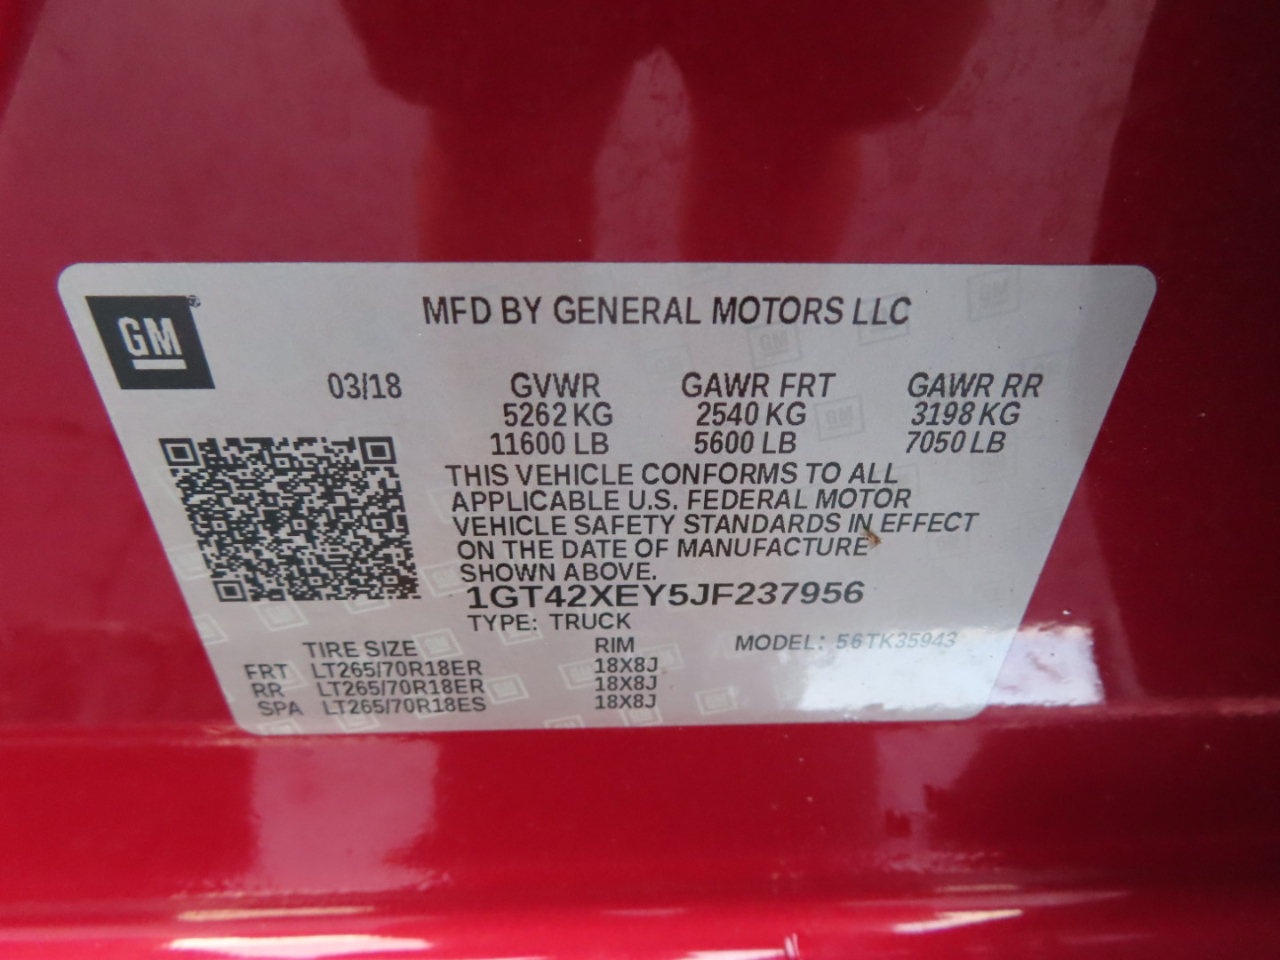 GM®
MFD BY GENERAL MOTORS LLC
03/18 GVWR GAWR FRT GAWR RR
5262 KG 2540 KG 3198 KG
11600 LB 5600 LB 7050 LB
THIS VEHICLE CONFORMS TO ALL
APPLICABLE U.S. FEDERAL MOTOR
VEHICLE SAFETY STANDARDS IN EFFECT
ON THE DATE OF MANUFACTURE
SHOWN ABOVE.
1GT42XEY5JF237956
TYPE: TRUCK
TIRE SIZE RIM MODEL: 56TK35943
FRT LT265/70R18ER 18X8J
RR LT265/70R18ER 18X8J
SPA LT265/70R18ES 18X8J